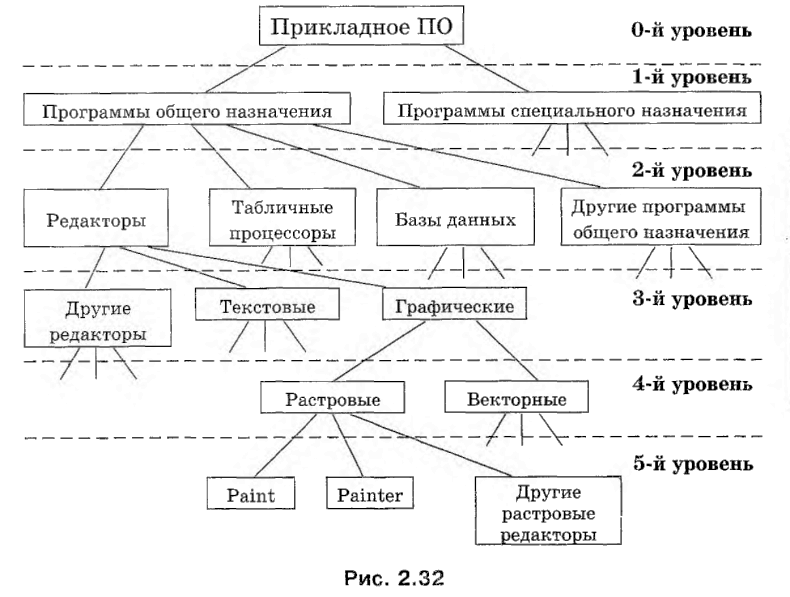 Прикладное ПО
0-й уровень
1-й уровень
Программы общего назначения
Программы специального назначения
2-й уровень
Редакторы
Табличные
процессоры
Базы данных
Другие программы
общего назначения
3-й уровень
Другие
редакторы
Текстовые
Графические
4-й уровень
Растровые
Векторные
5-й уровень
Paint
Painter
Другие
растровые
редакторы
Рис. 2.32